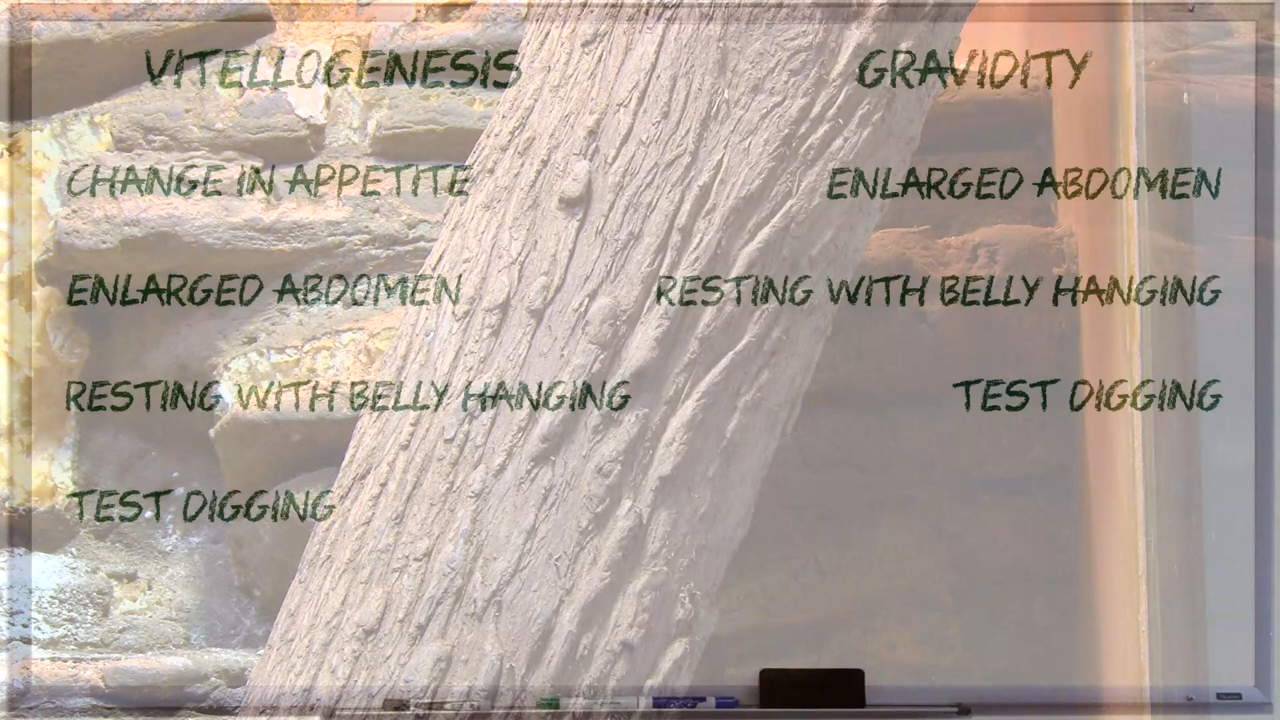 VITELLOGENESIS
CHANGE IN APPETITE
ENLARGED ABDOMEN
RESTING WITH BELLY HANGING
TEST DIGGING
GRAVIDITY
ENLARGED ABDOMEN
RESTING WITH BELLY HANGING
TEST DIGGING